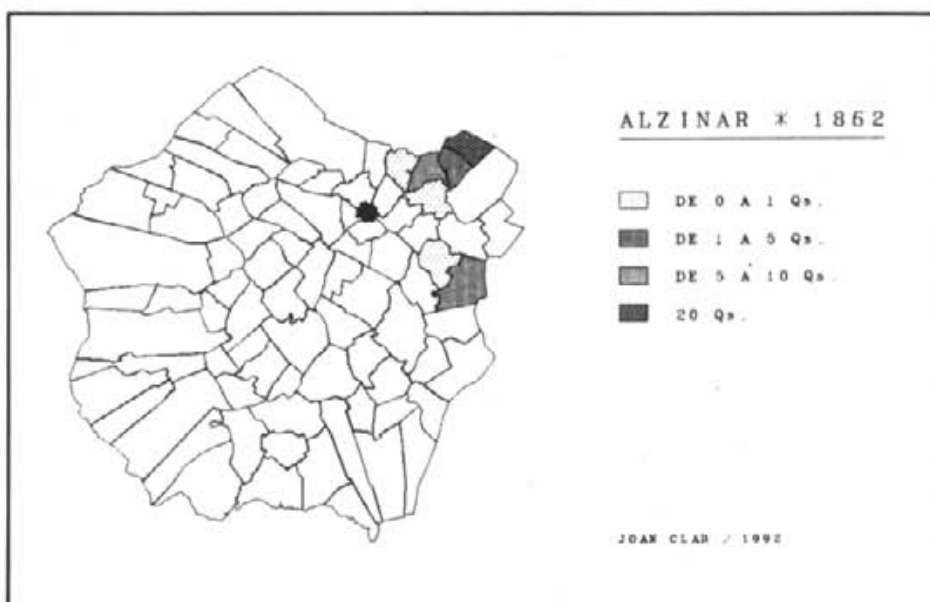 ALZINAR * 1862
DE 0 A 1 Qs.
DE 1 A 5 Qs.
DE 5 A 10 Qs.
20 Qs.
JOAN CLAR / 1992